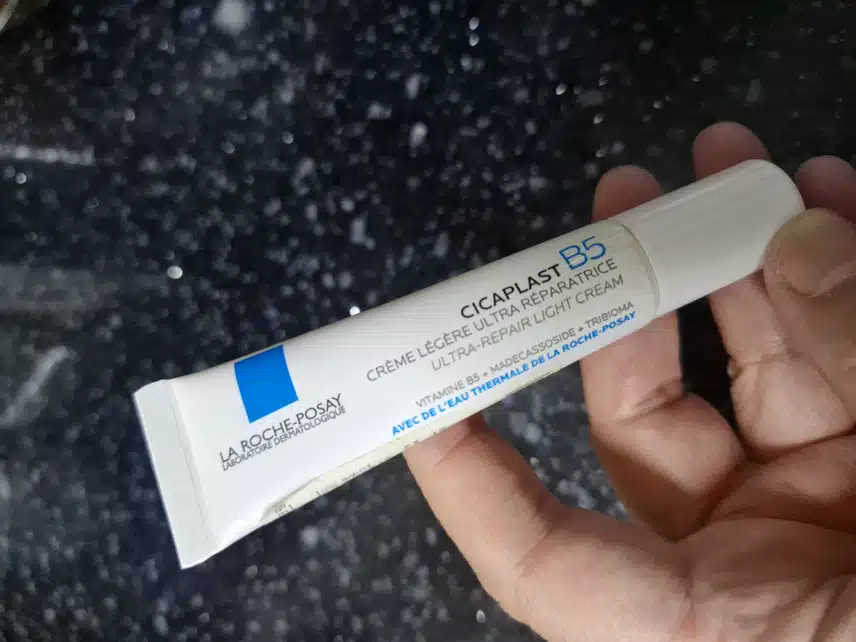 CICAPLAST B5
CRÈME LÉGÈRE ULTRA RÉPARATRICE
ULTRA-REPAIR LIGHT CREAM
VITAMINE B5 + MADECASSOSIDE + TRIBIOMA
AVEC DE L'EAU THERMALE DE LA ROCHE-POSAY
LA ROCHE-POSAY
LABORATOIRE DERMATOLOGIQUE